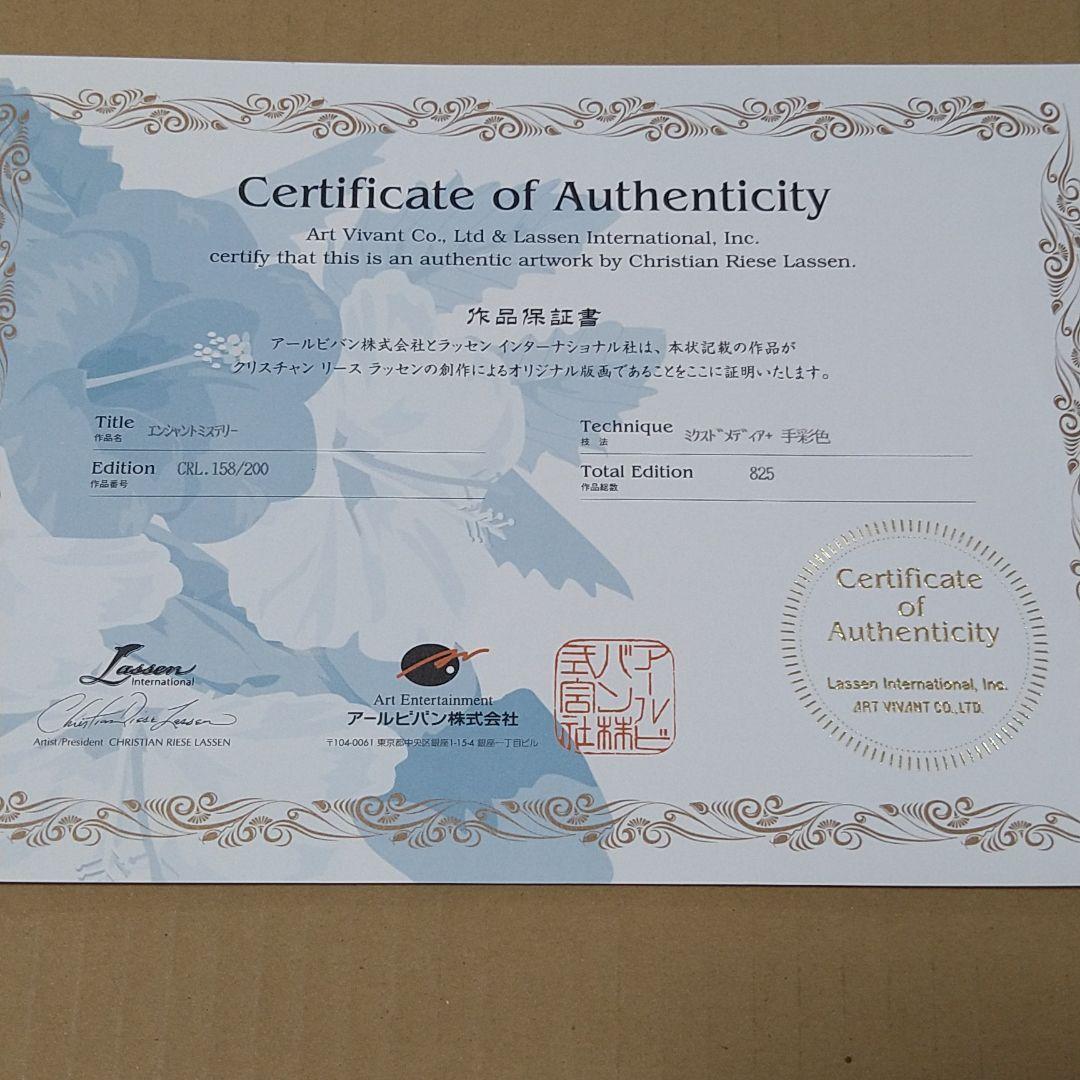 Certificate of Authenticity
Art Vivant Co., Ltd & Lassen International, Inc.
certify that this is an authentic artwork by Christian Riese Lassen.
作品保証書
アールビバン株式会社とラッセン インターナショナル社は、本状記載の作品が
クリスチャン リース ラッセンの創作によるオリジナル版画であることをここに証明いたします。
Title エンシャントミステリー
作品名
Technique ミクストﾞメディア+ 手彩色
技 法
Edition CRL.158/200
作品番号
Total Edition 825
作品総数
Certificate
of
Authenticity
Lassen International, Inc.
ART VIVANT CO.,LTD.
Lassen
International
Christian Riese Lassen
Artist/President CHRISTIAN RIESE LASSEN
Art Entertainment
アールビバン株式会社
〒104-0061 東京都中央区銀座1-15-4 銀座一丁目ビル
アールビ
バン株
式会社